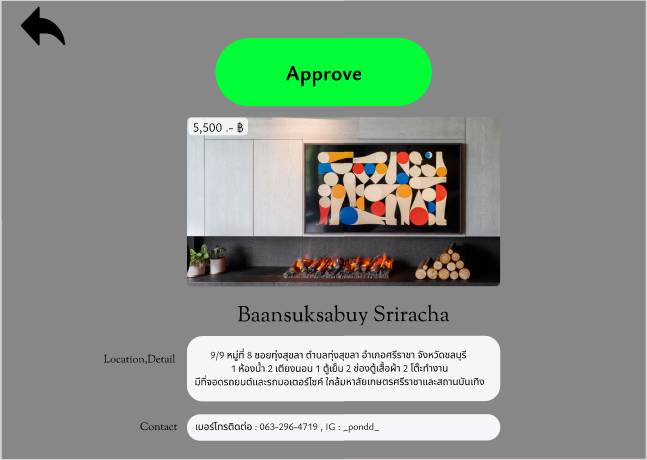 Approve
5,500 .- ฿
Baansuksabuy Sriracha
Location,Detail
9/9 หมู่ที่ 8 ซอยทุ่งสุขลา ตำบลทุ่งสุขลา อำเภอศรีราชา จังหวัดชลบุรี
1 ห้องน้ำ 2 เตียงนอน 1 ตู้เย็น 2 ช่องตู้เสื้อผ้า 2 โต๊ะทำงาน
มีที่จอดรถยนต์และรถมอเตอร์ไซค์ ใกล้มหาลัยเกษตรศรีราชาและสถานบันเทิง
Contact
เบอร์โทรติดต่อ : 063-296-4719 , IG : _pondd_